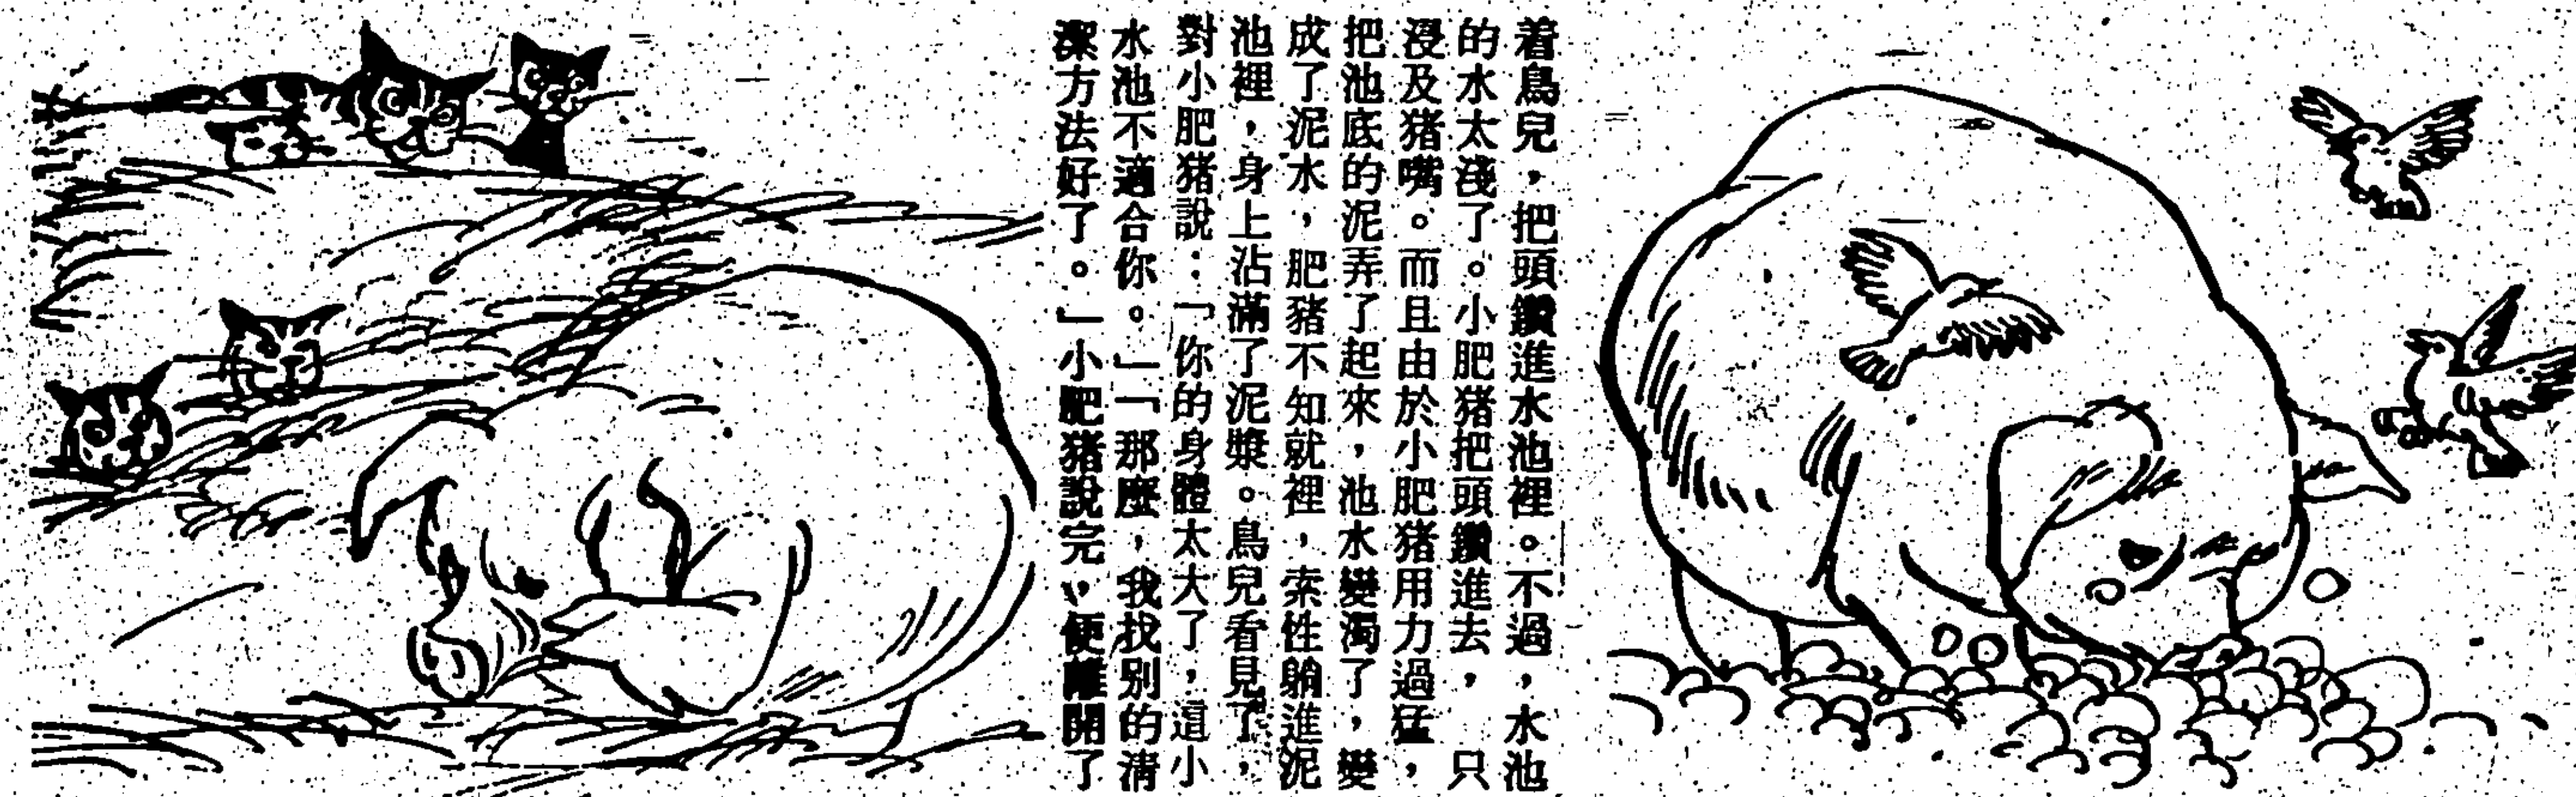 着鳥兒，把頭鑽進水池裡。不過，水池
的水太淺了。小肥猪把頭鑽進去，只
浸及猪嘴。而且由於小肥猪用力過猛，
把池底的泥弄了起來，池水變濁了，變
成了泥水，肥豬不知就裡，索性躺進泥
池裡，身上沾滿了泥漿。鳥兒看見了，
對小肥猪說：「你的身體太大了，這小
水池不適合你。」「那麼，我找別的清
潔方法好了。」小肥猪說完，便離開了